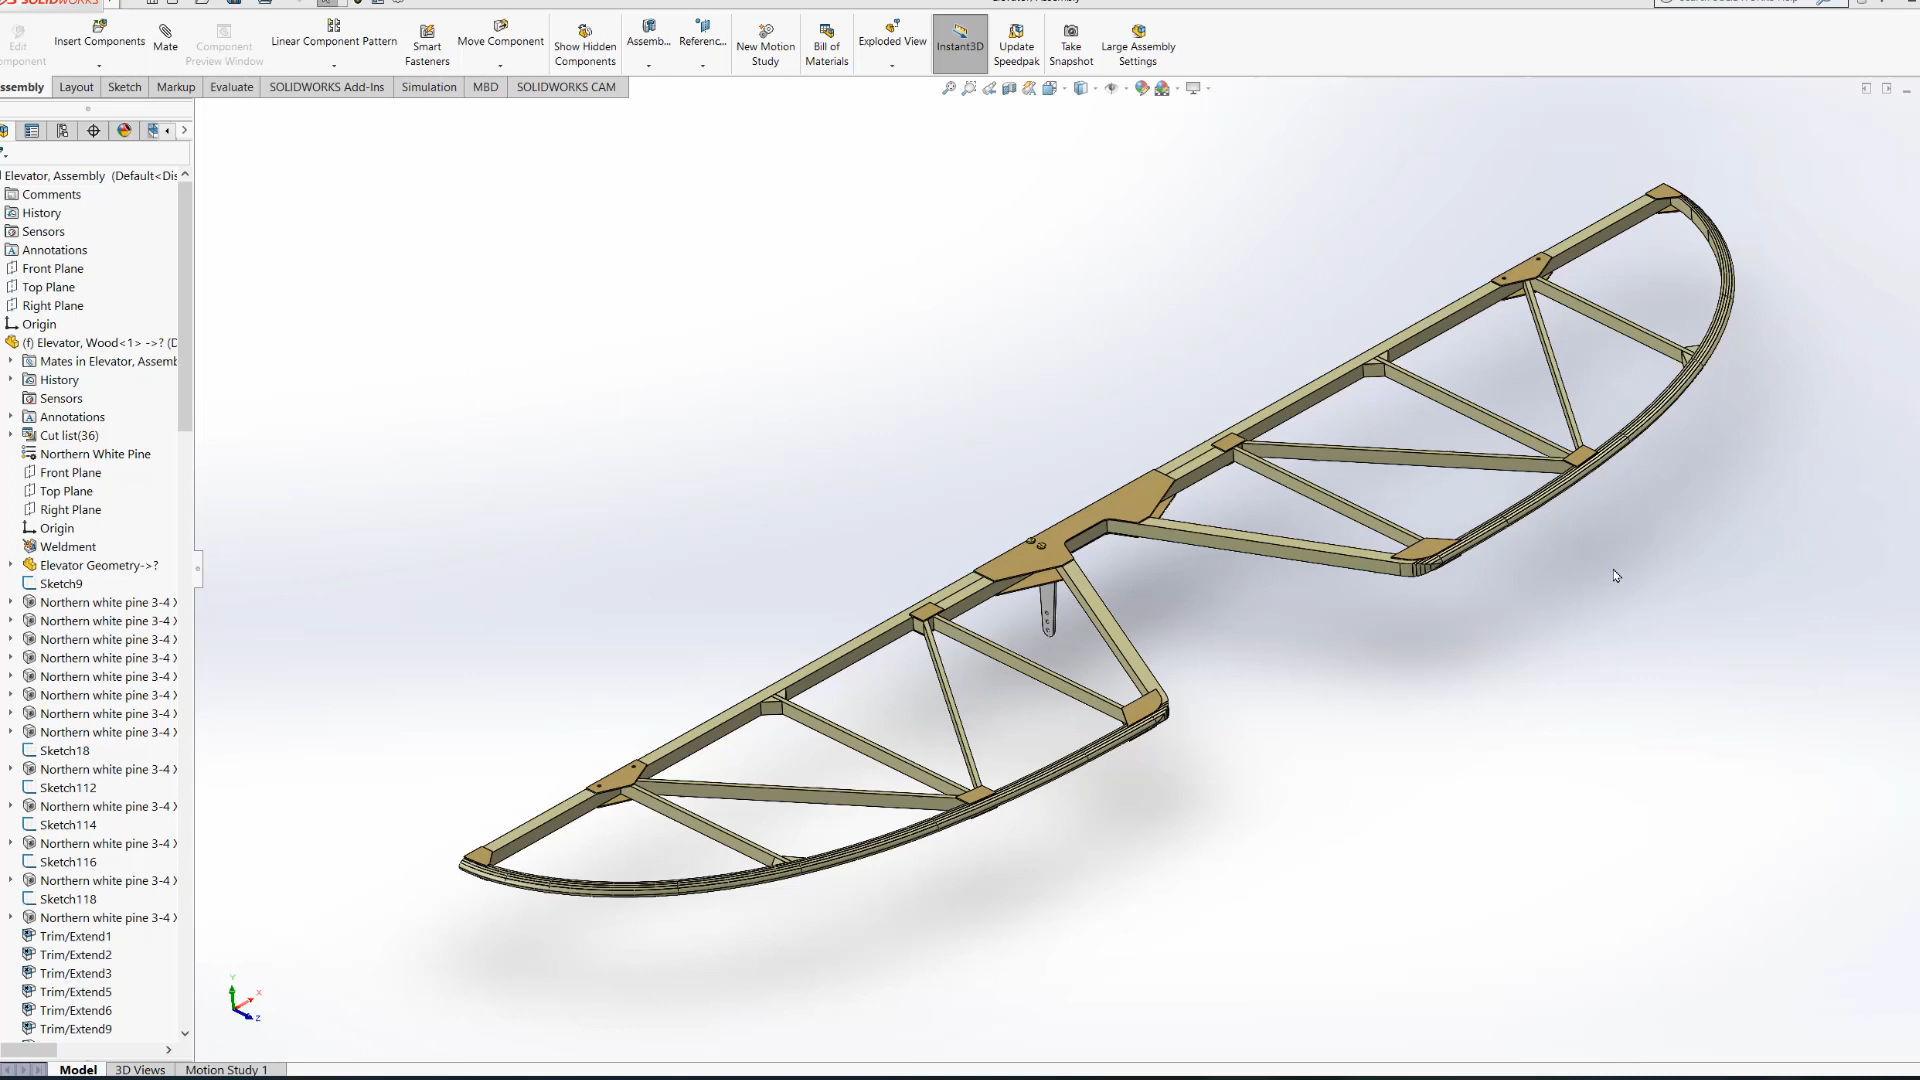 SOLIDWORKS
Edit
Component
Insert Components
Mate
Component
Preview Window
Linear Component Pattern
Smart
Fasteners
Move Component
Show Hidden
Components
Assemb...
Referenc...
New Motion
Study
Bill of
Materials
Exploded View
Instant3D
Update
Speedpak
Take
Snapshot
Large Assembly
Settings
ssembly
Layout
Sketch
Markup
Evaluate
SOLIDWORKS Add-Ins
Simulation
MBD
SOLIDWORKS CAM
Elevator, Assembly (Default<Dis
Comments
History
Sensors
Annotations
Front Plane
Top Plane
Right Plane
Origin
(f) Elevator, Wood<1> ->? (D
Mates in Elevator, Assemb
History
Sensors
Annotations
Cut list(36)
Northern White Pine
Front Plane
Top Plane
Right Plane
Origin
Weldment
Elevator Geometry->?
Sketch9
Northern white pine 3-4 X
Northern white pine 3-4 X
Northern white pine 3-4 X
Northern white pine 3-4 X
Northern white pine 3-4 X
Northern white pine 3-4 X
Northern white pine 3-4 X
Northern white pine 3-4 X
Sketch18
Northern white pine 3-4 X
Sketch112
Northern white pine 3-4 X
Sketch114
Northern white pine 3-4 X
Sketch116
Northern white pine 3-4 X
Sketch118
Northern white pine 3-4 X
Trim/Extend1
Trim/Extend2
Trim/Extend3
Trim/Extend5
Trim/Extend6
Trim/Extend9
Y
X
Z
Model
3D Views
Motion Study 1